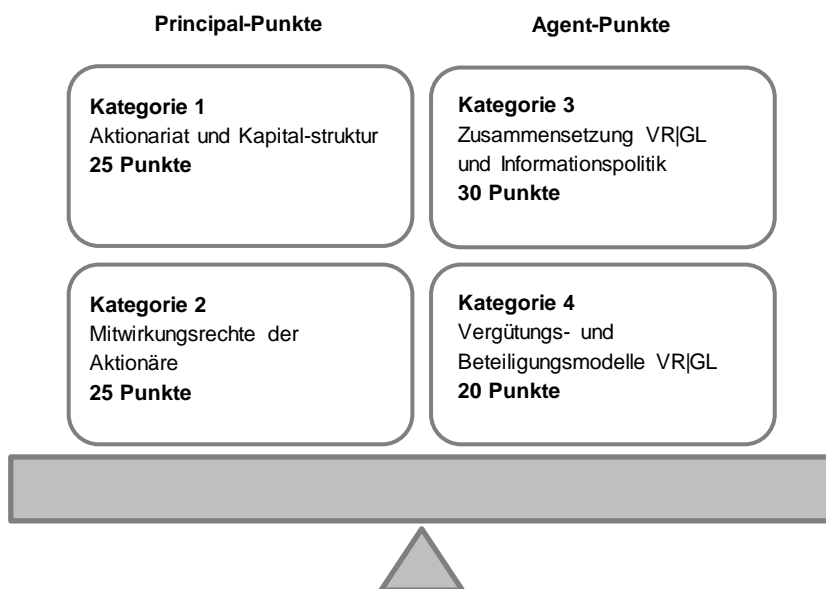 Principal-Punkte
Agent-Punkte
Kategorie 1
Aktionariat und Kapital-struktur
25 Punkte
Kategorie 3
Zusammensetzung VR|GL
und Informationspolitik
30 Punkte
Kategorie 2
Mitwirkungsrechte der
Aktionäre
25 Punkte
Kategorie 4
Vergütungs- und
Beteiligungsmodelle VR|GL
20 Punkte